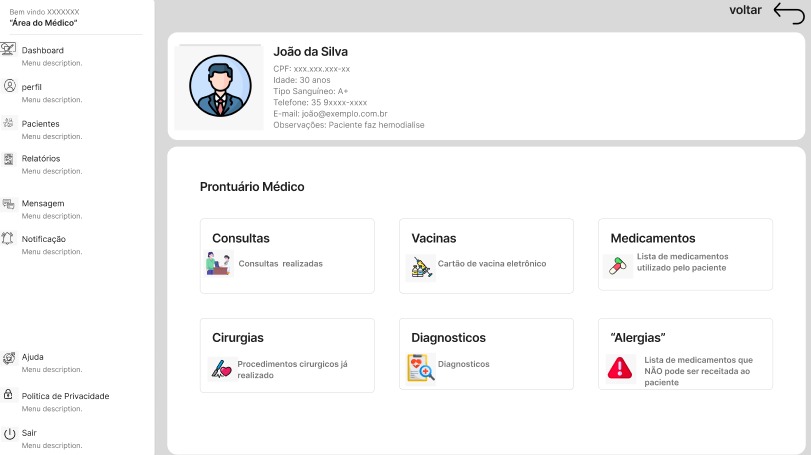 Bem vindo XXXXXXX
"Área do Médico"
Dashboard
Menu description.
perfil
Menu description.
Pacientes
Menu description.
Relatórios
Menu description.
Mensagem
Menu description.
Notificação
Menu description.
Ajuda
Menu description.
Politica de Privacidade
Menu description.
Sair
Menu description.
voltar
João da Silva
CPF: xxx.xxx.xxx-xx
Idade: 30 anos
Tipo Sanguíneo: A+
Telefone: 35 9xxxx-xxxx
E-mail: joão@exemplo.com.br
Observações: Paciente faz hemodialise
Prontuário Médico
Consultas
Consultas realizadas
Vacinas
Cartão de vacina eletrônico
Medicamentos
Lista de medicamentos
utilizado pelo paciente
Cirurgias
Procedimentos cirurgicos já
realizado
Diagnosticos
Diagnosticos
"Alergias"
Lista de medicamentos que
NÃO pode ser receitada ao
paciente